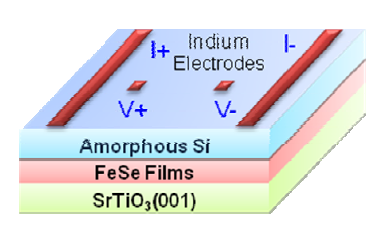 I+ Indium I-
Electrodes
V+ V-
Amorphous Si
FeSe Films
SrTiO₃(001)